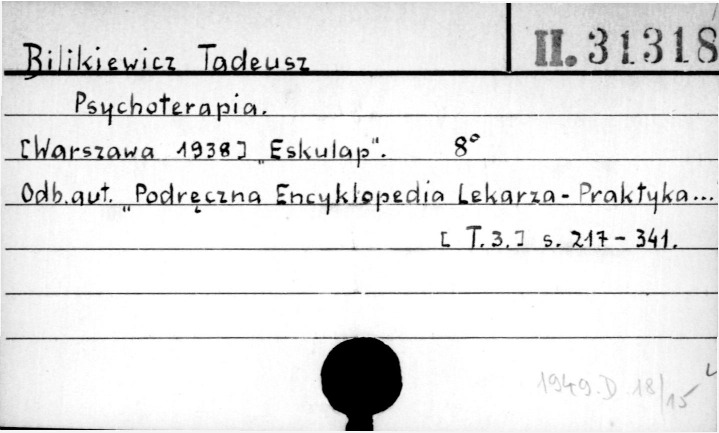 Bilikiewicz Tadeusz II. 31318
Psychoterapia.
[Warszawa 1938] „Eskulap". 8°
Odb. aut. „Podręczna Encyklopedia Lekarza-Praktyka...
[T. 3.] s. 217-341.
1949.D 18/15